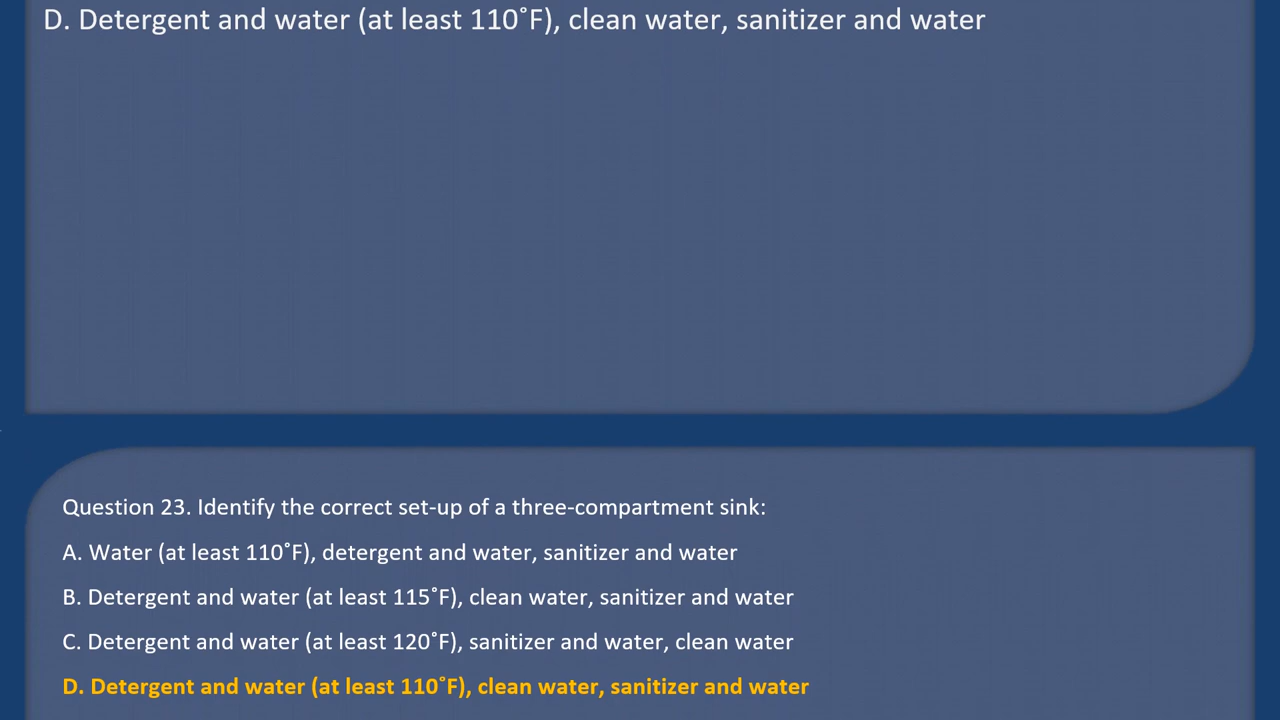 D. Detergent and water (at least 110˚F), clean water, sanitizer and water
Question 23. Identify the correct set-up of a three-compartment sink:
A. Water (at least 110˚F), detergent and water, sanitizer and water
B. Detergent and water (at least 115˚F), clean water, sanitizer and water
C. Detergent and water (at least 120˚F), sanitizer and water, clean water
D. Detergent and water (at least 110˚F), clean water, sanitizer and water